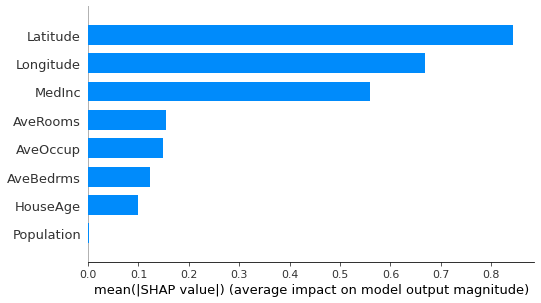 Latitude
Longitude
MedInc
AveRooms
AveOccup
AveBedrms
HouseAge
Population
0.0 0.1 0.2 0.3 0.4 0.5 0.6 0.7 0.8
mean(|SHAP value|) (average impact on model output magnitude)